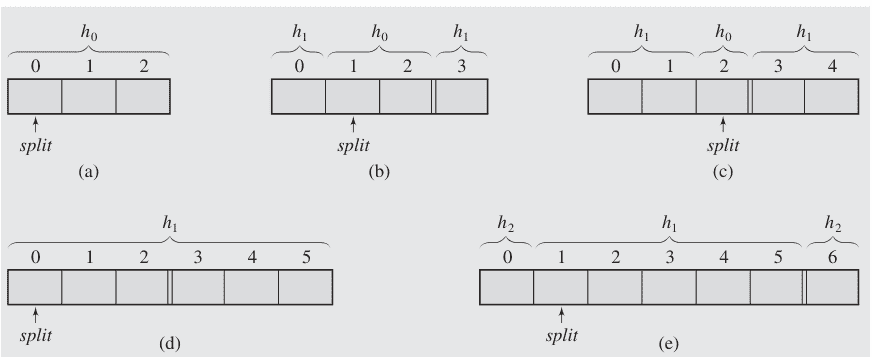 h₀
0 1 2
split
(a)
h₁ h₀ h₁
0 1 2 3
split
(b)
h₁ h₀ h₁
0 1 2 3 4
split
(c)
h₁
0 1 2 3 4 5
split
(d)
h₂ h₁ h₂
0 1 2 3 4 5 6
split
(e)